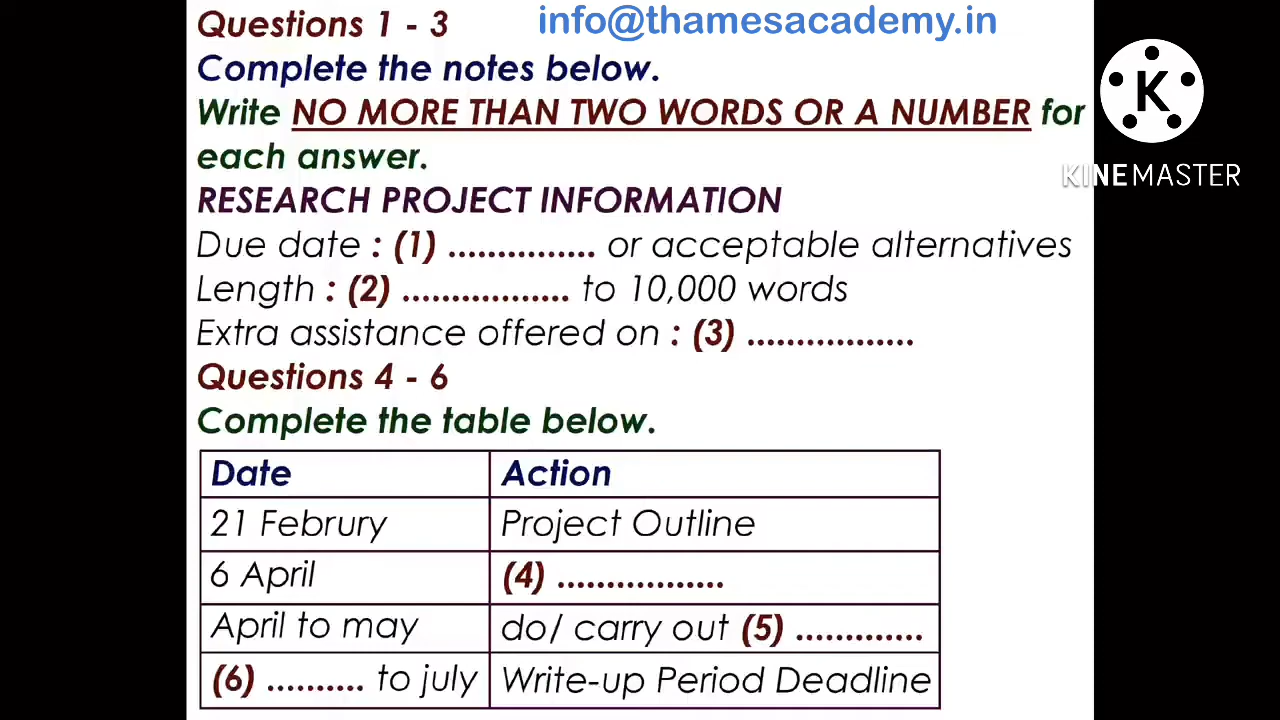 Questions 1 - 3
info@thamesacademy.in
Complete the notes below.
Write NO MORE THAN TWO WORDS OR A NUMBER for
each answer.
K
KINEMASTER
RESEARCH PROJECT INFORMATION
Due date : (1) ............... or acceptable alternatives
Length : (2) ................. to 10,000 words
Extra assistance offered on : (3) .................
Questions 4 - 6
Complete the table below.
Date Action
21 Februry Project Outline
6 April (4) .................
April to may do/ carry out (5) .............
(6) .......... to july Write-up Period Deadline